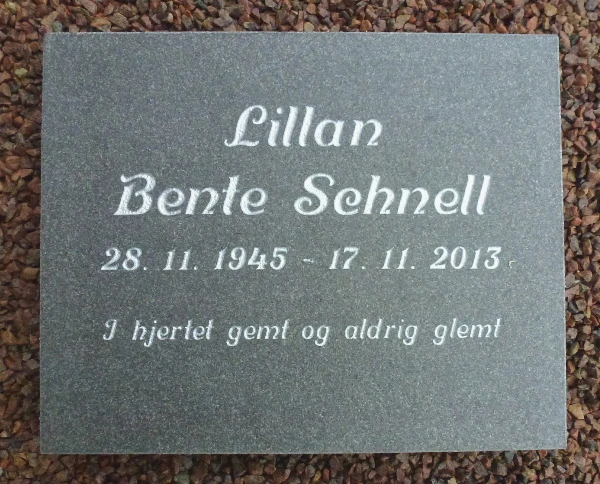 Lillan
Bente Schnell
28. 11. 1945 - 17. 11. 2013
I hjertet gemt og aldrig glemt